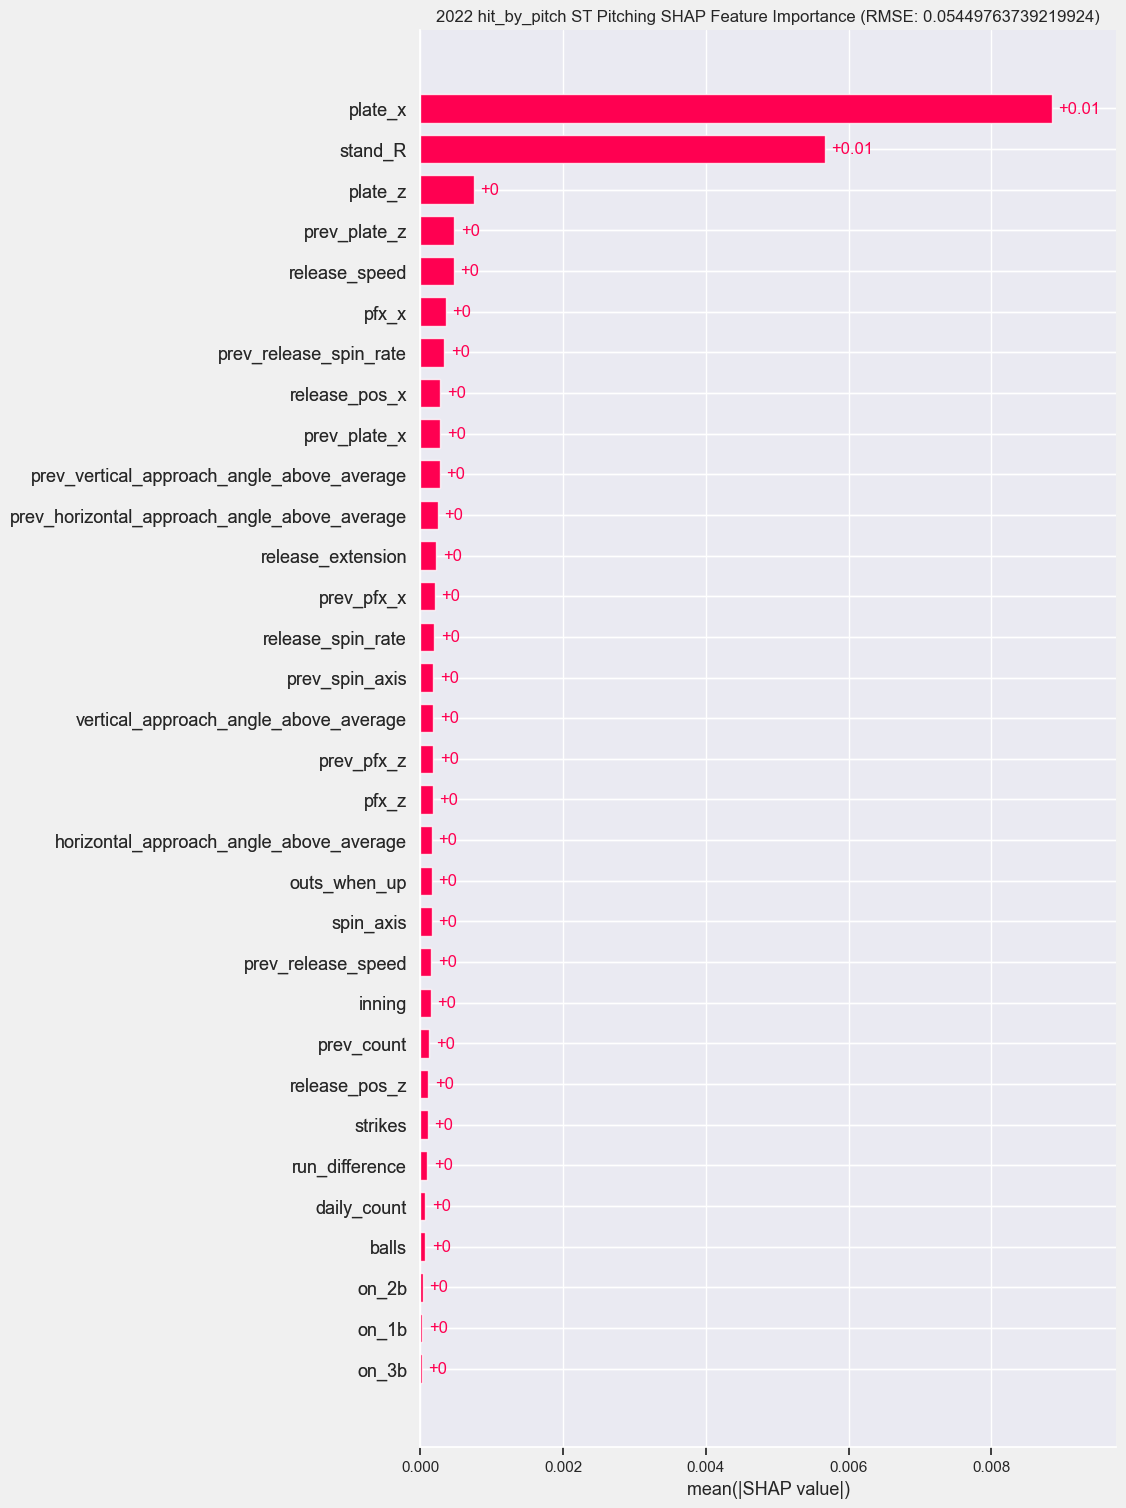 2022 hit_by_pitch ST Pitching SHAP Feature Importance (RMSE: 0.05449763739219924)
plate_x +0.01
stand_R +0.01
plate_z +0
prev_plate_z +0
release_speed +0
pfx_x +0
prev_release_spin_rate +0
release_pos_x +0
prev_plate_x +0
prev_vertical_approach_angle_above_average +0
prev_horizontal_approach_angle_above_average +0
release_extension +0
prev_pfx_x +0
release_spin_rate +0
prev_spin_axis +0
vertical_approach_angle_above_average +0
prev_pfx_z +0
pfx_z +0
horizontal_approach_angle_above_average +0
outs_when_up +0
spin_axis +0
prev_release_speed +0
inning +0
prev_count +0
release_pos_z +0
strikes +0
run_difference +0
daily_count +0
balls +0
on_2b +0
on_1b +0
on_3b +0
0.000 0.002 0.004 0.006 0.008
mean(|SHAP value|)